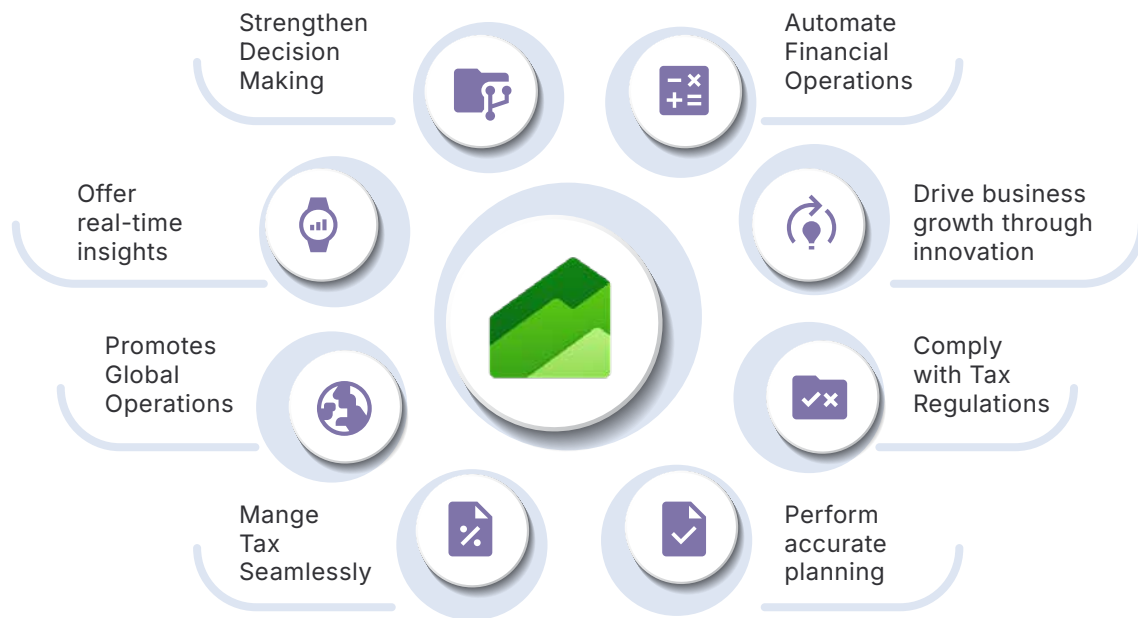 Strengthen
Decision
Making
Automate
Financial
Operations
Offer
real-time
insights
Drive business
growth through
innovation
Promotes
Global
Operations
Comply
with Tax
Regulations
Mange
Tax
Seamlessly
Perform
accurate
planning